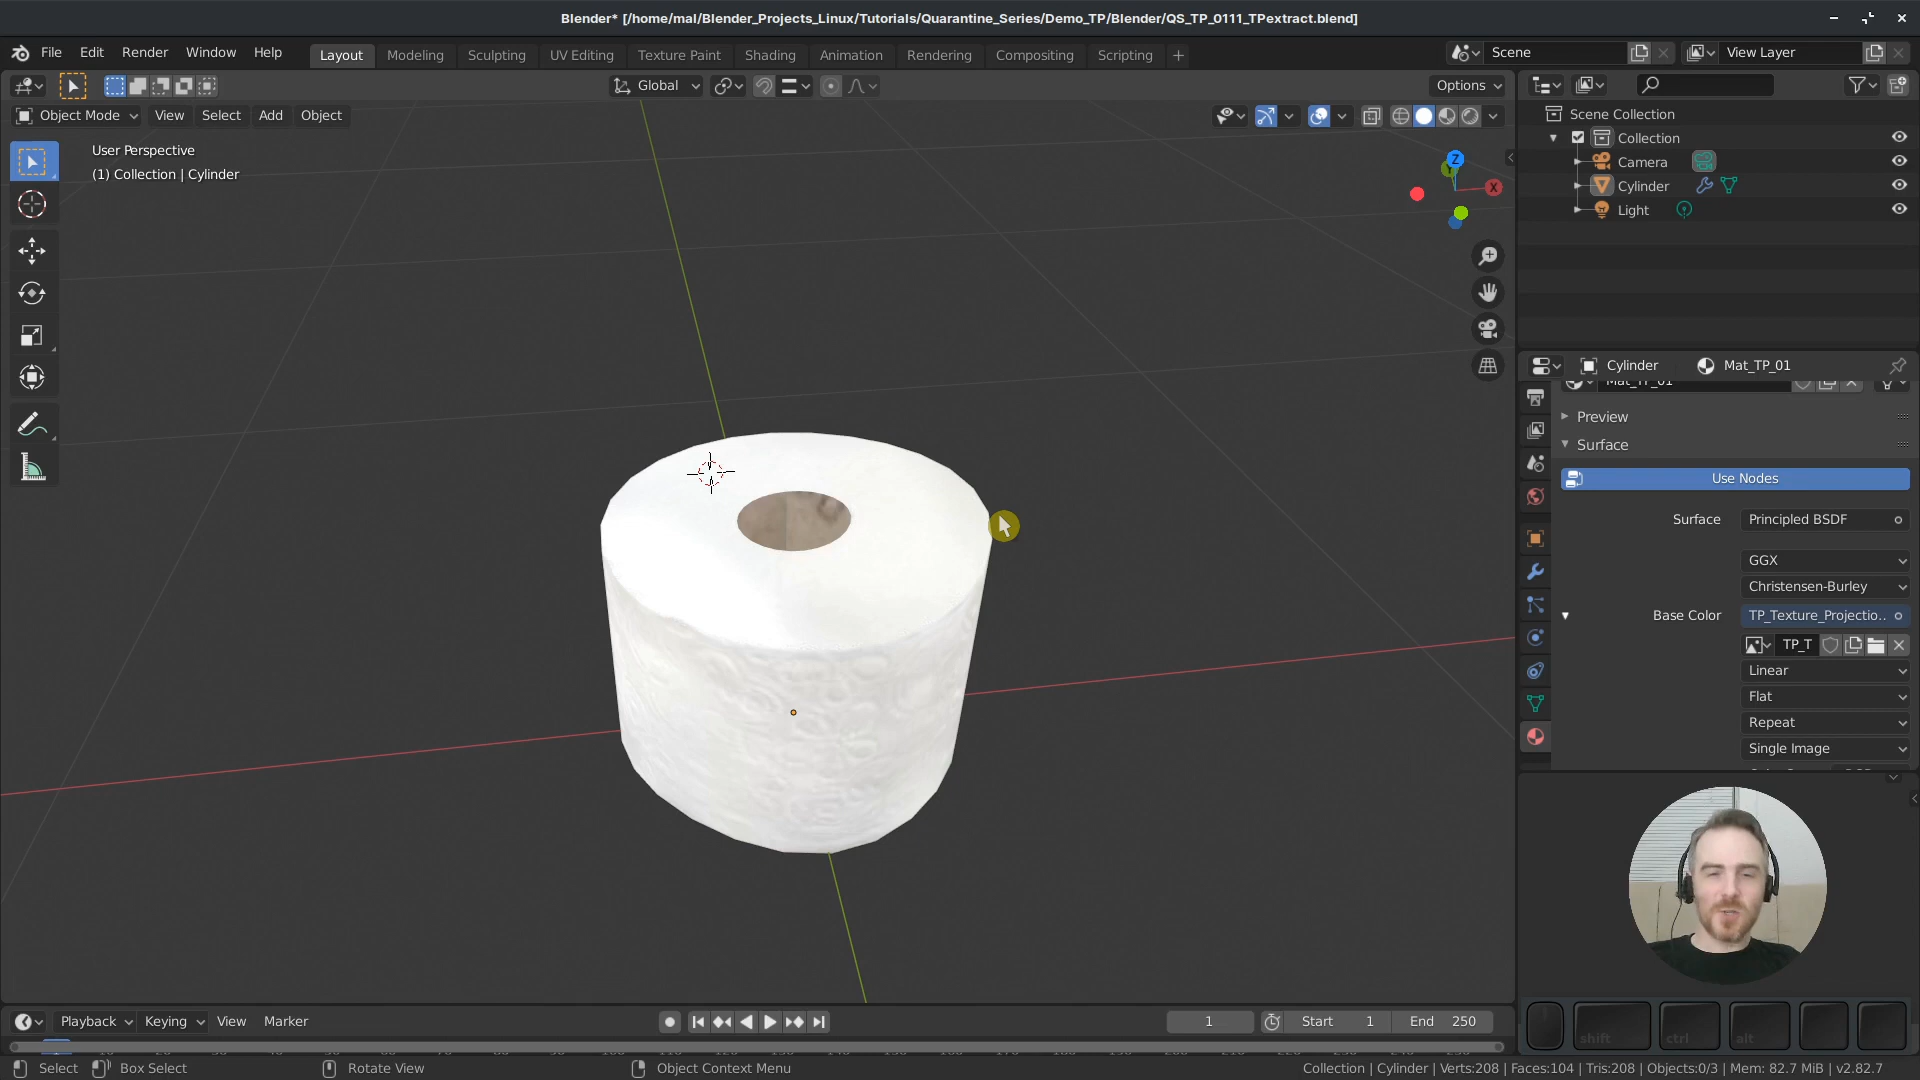 Blender* [/home/mal/Blender_Projects_Linux/Tutorials/Quarantine_Series/Demo_TP/Blender/QS_TP_0111_TPextract.blend]
File Edit Render Window Help Layout Modeling Sculpting UV Editing Texture Paint Shading Animation Rendering Compositing Scripting + Scene View Layer
Global Options
Object Mode View Select Add Object
User Perspective
(1) Collection | Cylinder
Z
Y
X
Scene Collection
Collection
Camera
Cylinder
Light
Cylinder Mat_TP_01
Mat_TP_01
Preview
Surface
Use Nodes
Surface Principled BSDF
GGX
Christensen-Burley
Base Color TP_Texture_Projectio..
TP_T
Linear
Flat
Repeat
Single Image
shift ctrl alt
Playback Keying View Marker 1 Start 1 End 250
Select Box Select Rotate View Object Context Menu Collection | Cylinder | Verts:208 | Faces:104 | Tris:208 | Objects:0/3 | Mem: 82.7 MiB | v2.82.7